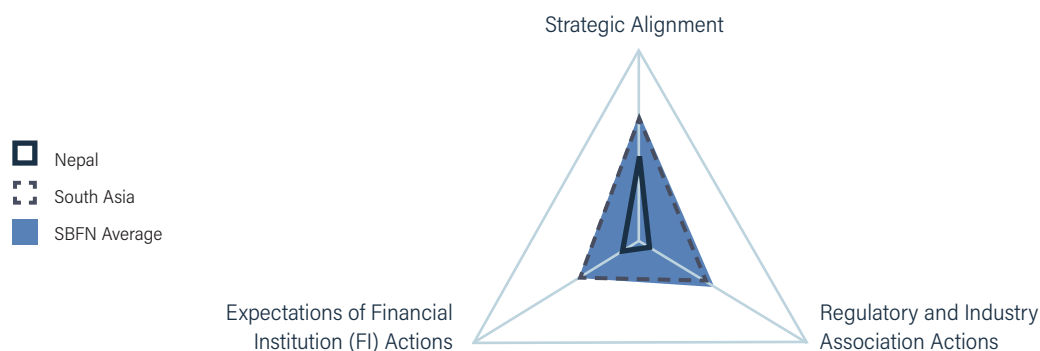 Strategic Alignment
Nepal
South Asia
SBFN Average
Expectations of Financial
Institution (FI) Actions
Regulatory and Industry
Association Actions